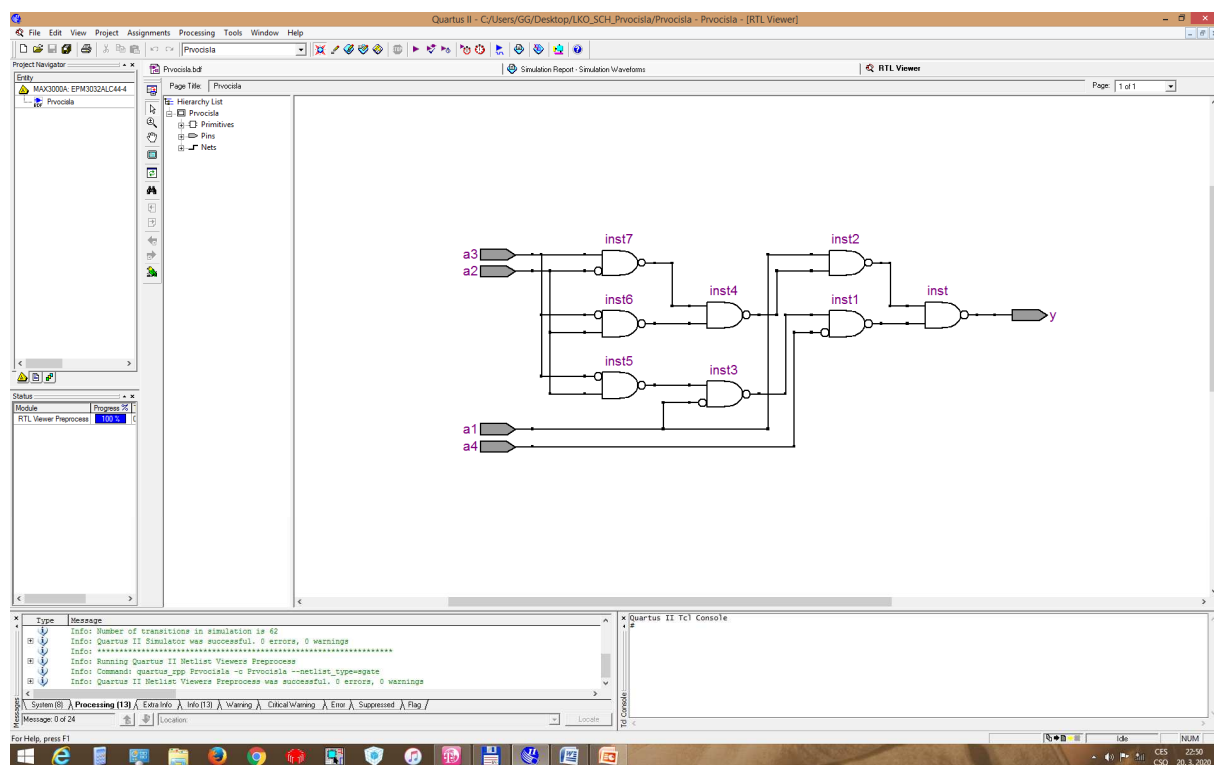 Quartus II - C:/Users/GG/Desktop/LKO_SCH_Prvocisla/Prvocisla - Prvocisla - [RTL Viewer]
File Edit View Project Assignments Processing Tools Window Help
Prvocisla
Project Navigator
Prvocisla.bdf
Simulation Report - Simulation Waveforms
RTL Viewer
Entity
MAX3000A: EPM3032ALC44-4
Prvocisla
Page Title: Prvocisla
Page: 1 of 1
Hierarchy List
Prvocisla
Primitives
Pins
Nets
inst7
inst2
a3
a2
inst6
inst4
inst1
inst
y
inst5
inst3
a1
a4
Status
Module Progress %
RTL Viewer Preprocess 100 %
Type Message
Info: Number of transitions in simulation is 62
Info: Quartus II Simulator was successful. 0 errors, 0 warnings
Info: *******************************************************************
Info: Running Quartus II Netlist Viewers Preprocess
Info: Command: quartus_rpp Prvocisla -c Prvocisla --netlist_type=sgate
Info: Quartus II Netlist Viewers Preprocess was successful. 0 errors, 0 warnings
System (8) Processing (13) Extra Info Info (13) Warning Critical Warning Error Suppressed Flag
Messages
Message: 0 of 24
Location:
Locate
Quartus II Tcl Console
#
Tcl Console
For Help, press F1
Idle
NUM
CES 22:50
CSQ 20. 3. 2020